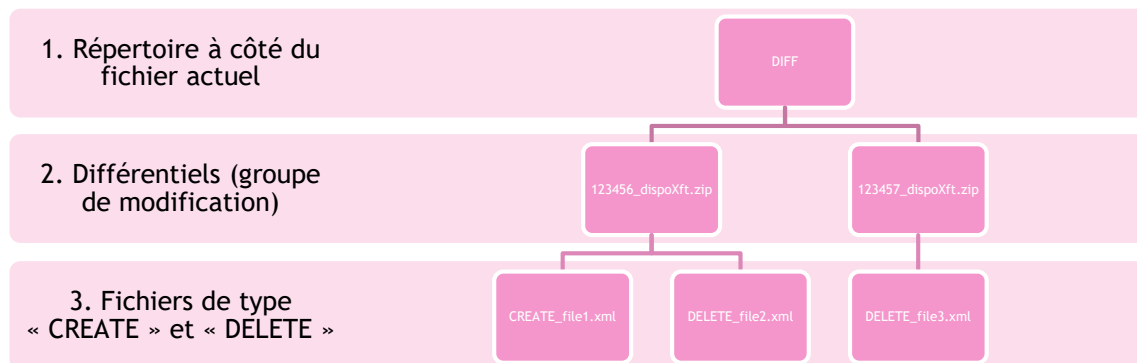 1. Répertoire à côté du
fichier actuel
DIFF
2. Différentiels (groupe
de modification)
123456_dispoXft.zip
123457_dispoXft.zip
3. Fichiers de type
« CREATE » et « DELETE »
CREATE_file1.xml
DELETE_file2.xml
DELETE_file3.xml